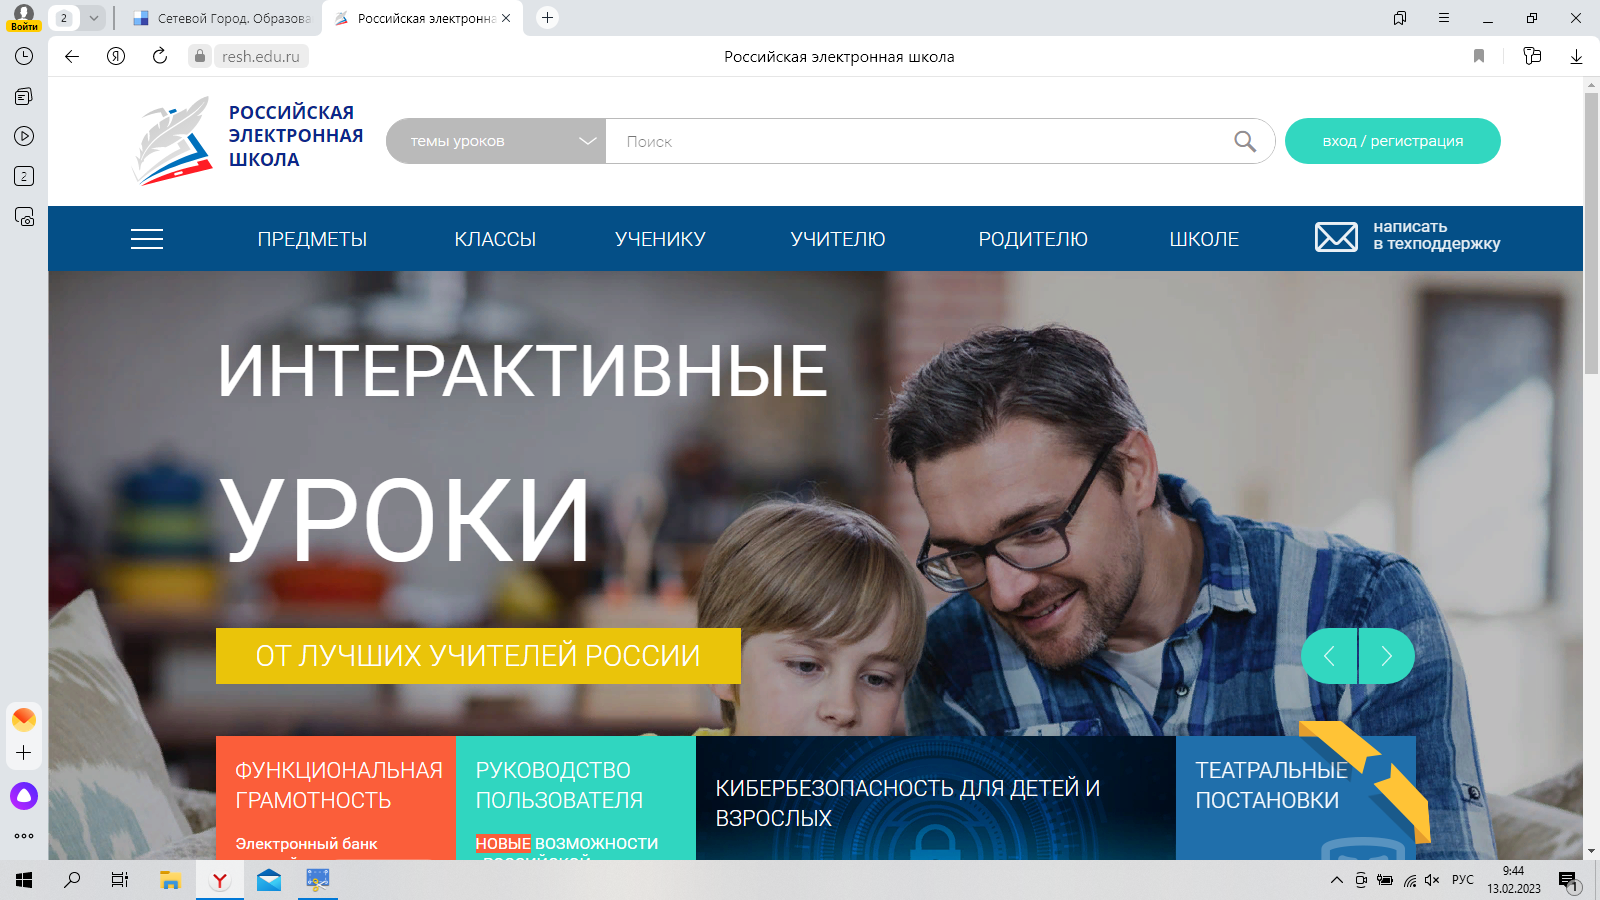 Войти
2
Сетевой Город. Образова
Российская электронна
resh.edu.ru
Российская электронная школа
2
РОССИЙСКАЯ
ЭЛЕКТРОННАЯ
ШКОЛА
темы уроков
Поиск
вход / регистрация
ПРЕДМЕТЫ
КЛАССЫ
УЧЕНИКУ
УЧИТЕЛЮ
РОДИТЕЛЮ
ШКОЛЕ
написать
в техподдержку
ИНТЕРАКТИВНЫЕ
УРОКИ
ОТ ЛУЧШИХ УЧИТЕЛЕЙ РОССИИ
ФУНКЦИОНАЛЬНАЯ
ГРАМОТНОСТЬ
Электронный банк
РУКОВОДСТВО
ПОЛЬЗОВАТЕЛЯ
НОВЫЕ ВОЗМОЖНОСТИ
КИБЕРБЕЗОПАСНОСТЬ ДЛЯ ДЕТЕЙ И
ВЗРОСЛЫХ
ТЕАТРАЛЬНЫЕ
ПОСТАНОВКИ
РУС
9:44
13.02.2023
1